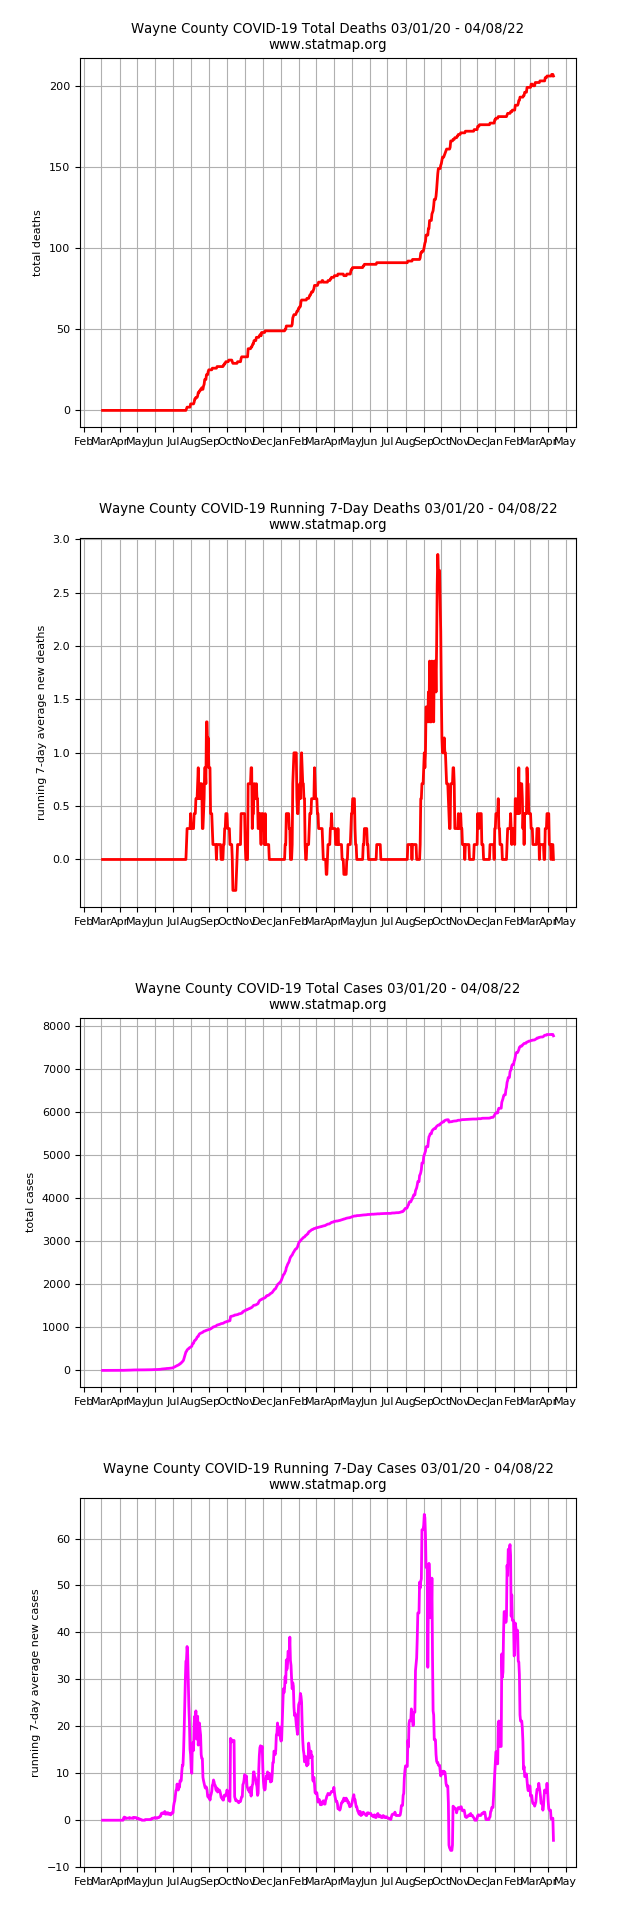 Wayne County COVID-19 Total Deaths 03/01/20 - 04/08/22
www.statmap.org
200
150
100
50
0
total deaths
Feb Mar Apr May Jun Jul Aug Sep Oct Nov Dec Jan Feb Mar Apr May Jun Jul Aug Sep Oct Nov Dec Jan Feb Mar Apr May
Wayne County COVID-19 Running 7-Day Deaths 03/01/20 - 04/08/22
www.statmap.org
3.0
2.5
2.0
1.5
1.0
0.5
0.0
running 7-day average new deaths
Feb Mar Apr May Jun Jul Aug Sep Oct Nov Dec Jan Feb Mar Apr May Jun Jul Aug Sep Oct Nov Dec Jan Feb Mar Apr May
Wayne County COVID-19 Total Cases 03/01/20 - 04/08/22
www.statmap.org
8000
7000
6000
5000
4000
3000
2000
1000
0
total cases
Feb Mar Apr May Jun Jul Aug Sep Oct Nov Dec Jan Feb Mar Apr May Jun Jul Aug Sep Oct Nov Dec Jan Feb Mar Apr May
Wayne County COVID-19 Running 7-Day Cases 03/01/20 - 04/08/22
www.statmap.org
60
50
40
30
20
10
0
−10
running 7-day average new cases
Feb Mar Apr May Jun Jul Aug Sep Oct Nov Dec Jan Feb Mar Apr May Jun Jul Aug Sep Oct Nov Dec Jan Feb Mar Apr May